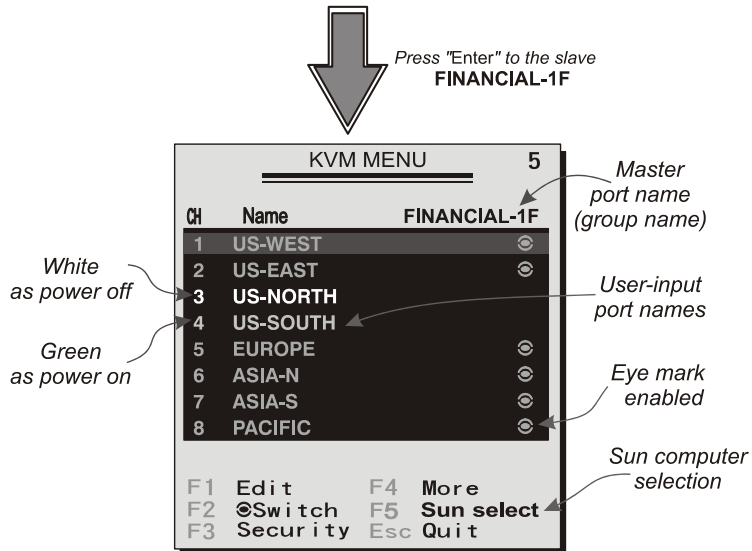 Press "Enter" to the slave
FINANCIAL-1F
KVM MENU 5
Master
port name
(group name)
CH Name FINANCIAL-1F
1 US-WEST
2 US-EAST
3 US-NORTH
4 US-SOUTH
5 EUROPE
6 ASIA-N
7 ASIA-S
8 PACIFIC
White
as power off
Green
as power on
User-input
port names
Eye mark
enabled
Sun computer
selection
F1 Edit F4 More
F2 Switch F5 Sun select
F3 Security Esc Quit